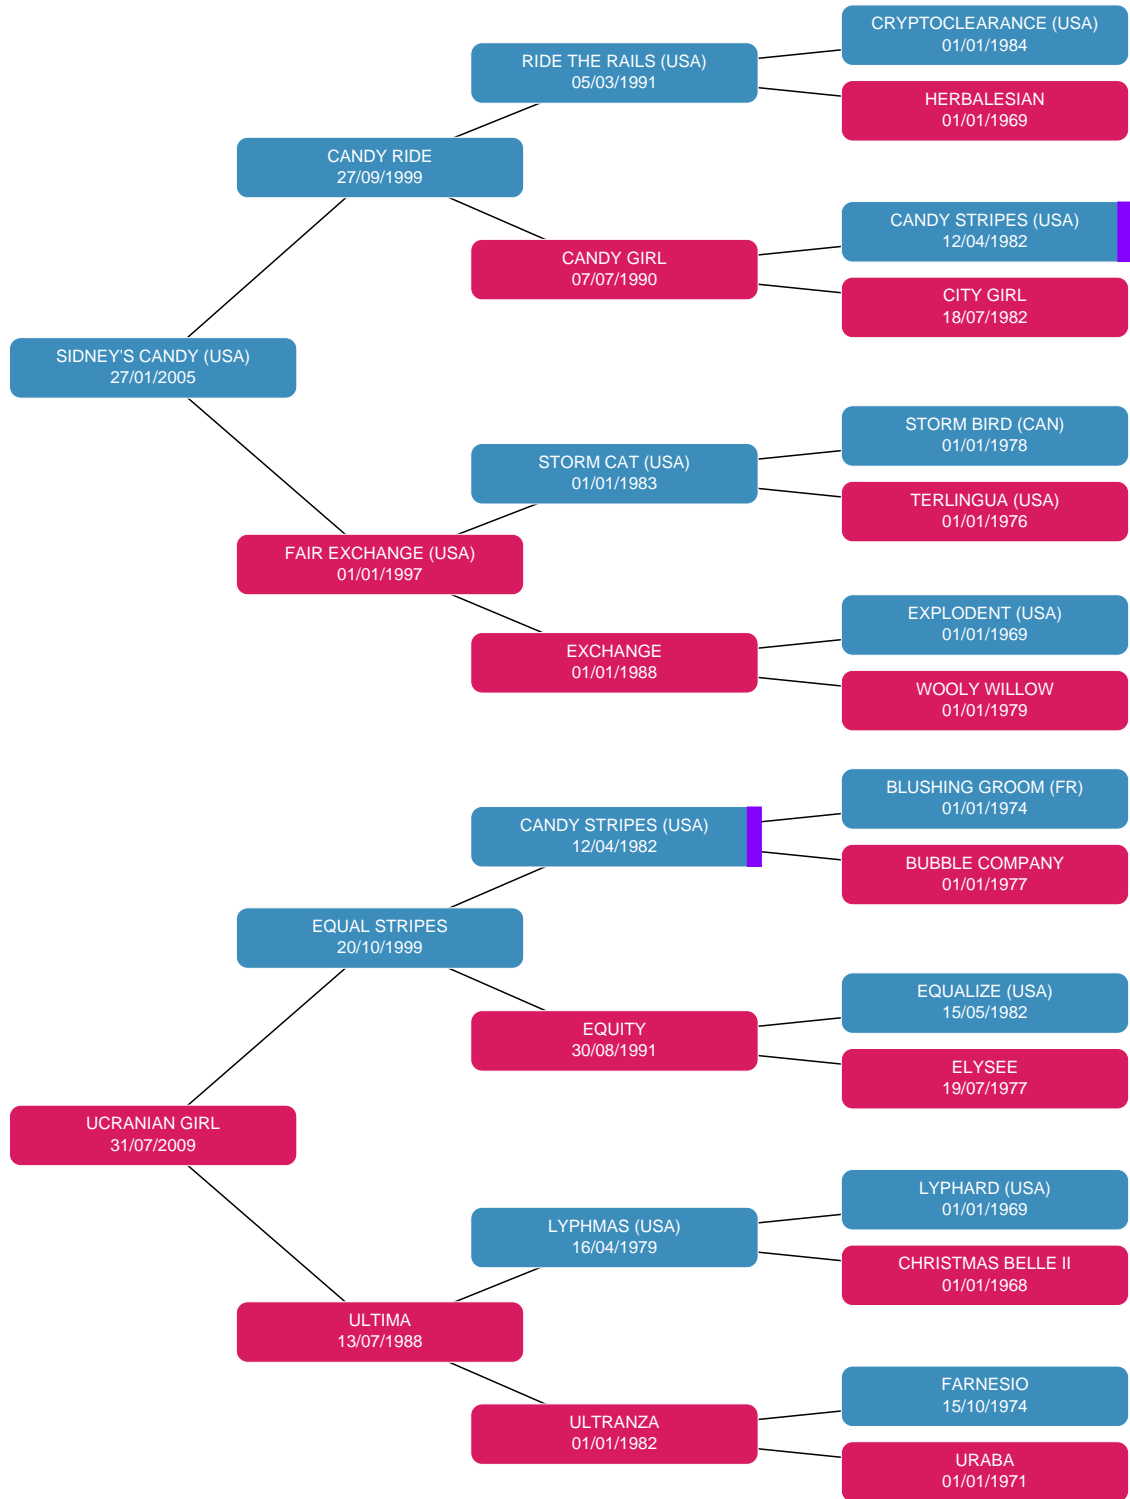 CRYPTOCLEARANCE (USA)
01/01/1984
RIDE THE RAILS (USA)
05/03/1991
HERBALESIAN
01/01/1969
CANDY RIDE
27/09/1999
CANDY STRIPES (USA)
12/04/1982
CANDY GIRL
07/07/1990
CITY GIRL
18/07/1982
SIDNEY'S CANDY (USA)
27/01/2005
STORM BIRD (CAN)
01/01/1978
STORM CAT (USA)
01/01/1983
TERLINGUA (USA)
01/01/1976
FAIR EXCHANGE (USA)
01/01/1997
EXPLODENT (USA)
01/01/1969
EXCHANGE
01/01/1988
WOOLY WILLOW
01/01/1979
BLUSHING GROOM (FR)
01/01/1974
CANDY STRIPES (USA)
12/04/1982
BUBBLE COMPANY
01/01/1977
EQUAL STRIPES
20/10/1999
EQUALIZE (USA)
15/05/1982
EQUITY
30/08/1991
ELYSEE
19/07/1977
UCRANIAN GIRL
31/07/2009
LYPHARD (USA)
01/01/1969
LYPHMAS (USA)
16/04/1979
CHRISTMAS BELLE II
01/01/1968
ULTIMA
13/07/1988
FARNESIO
15/10/1974
ULTRANZA
01/01/1982
URABA
01/01/1971